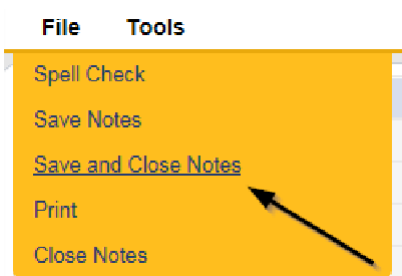 File Tools
Spell Check
Save Notes
Save and Close Notes
Print
Close Notes